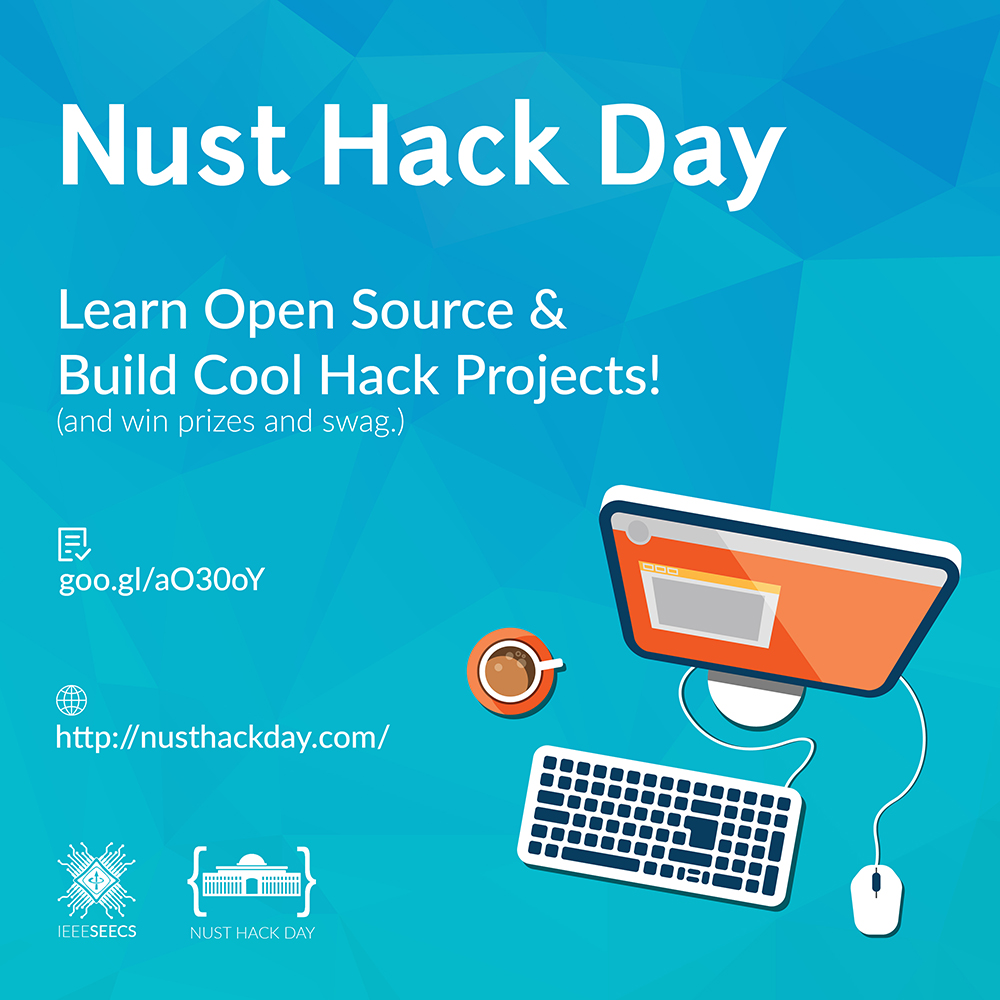 Nust Hack Day
Learn Open Source &
Build Cool Hack Projects!
(and win prizes and swag.)
goo.gl/aO30oY
http://nusthackday.com/
IEEESEECS
NUST HACK DAY